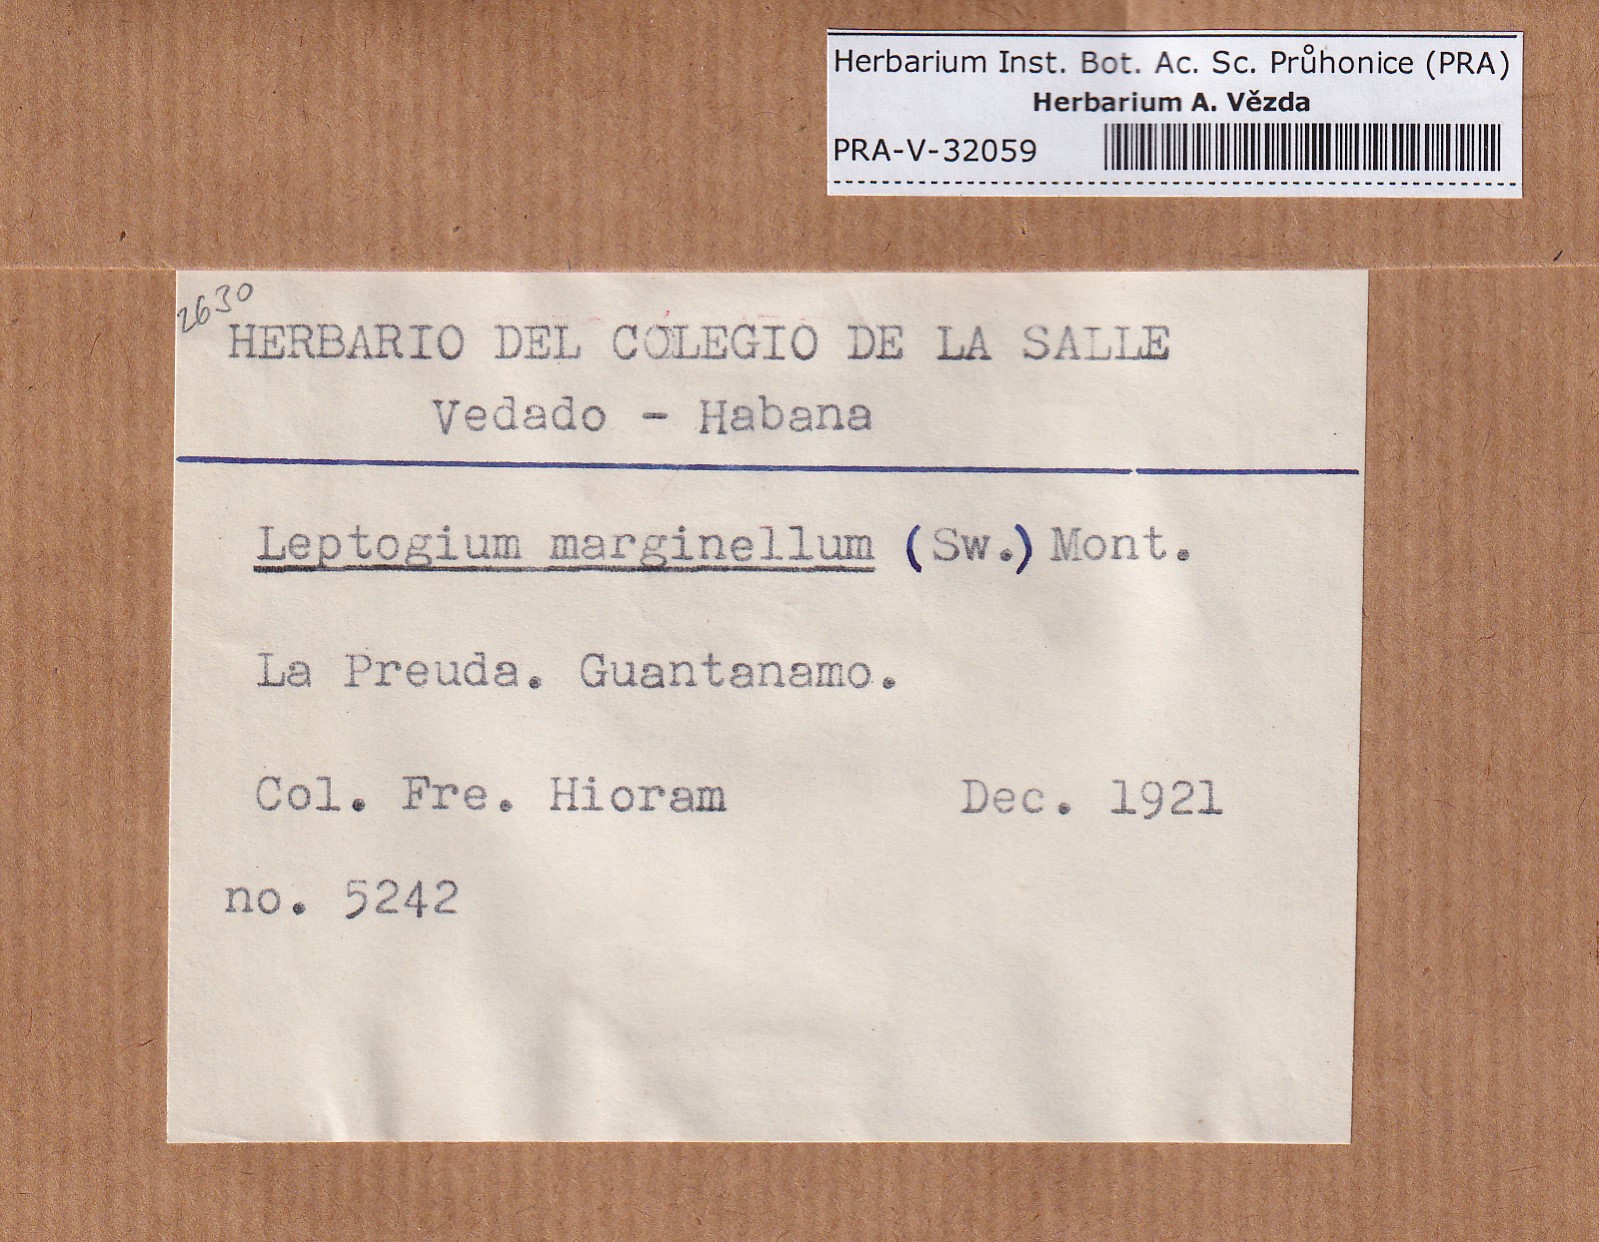 Herbarium Inst. Bot. Ac. Sc. Průhonice (PRA)
Herbarium A. Vězda
PRA-V-32059
2630
HERBARIO DEL COLEGIO DE LA SALLE
Vedado - Habana
Leptogium marginellum (Sw.) Mont.
La Preuda. Guantanamo.
Col. Fre. Hioram Dec. 1921
no. 5242